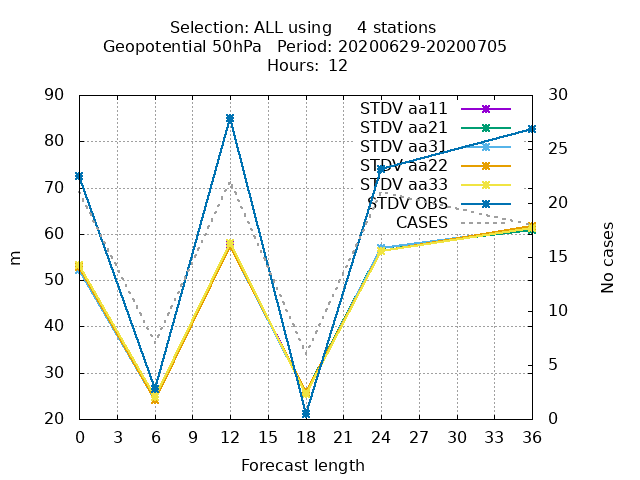 Selection: ALL using     4 stations
Geopotential 50hPa   Period: 20200629-20200705
Hours:  12
90 30
STDV aa11
80 STDV aa21 25
STDV aa31
STDV aa22
70 STDV aa33
STDV OBS 20
CASES
60
m 50 15 No cases
40 10
30 5
20 0
0 3 6 9 12 15 18 21 24 27 30 33 36
Forecast length